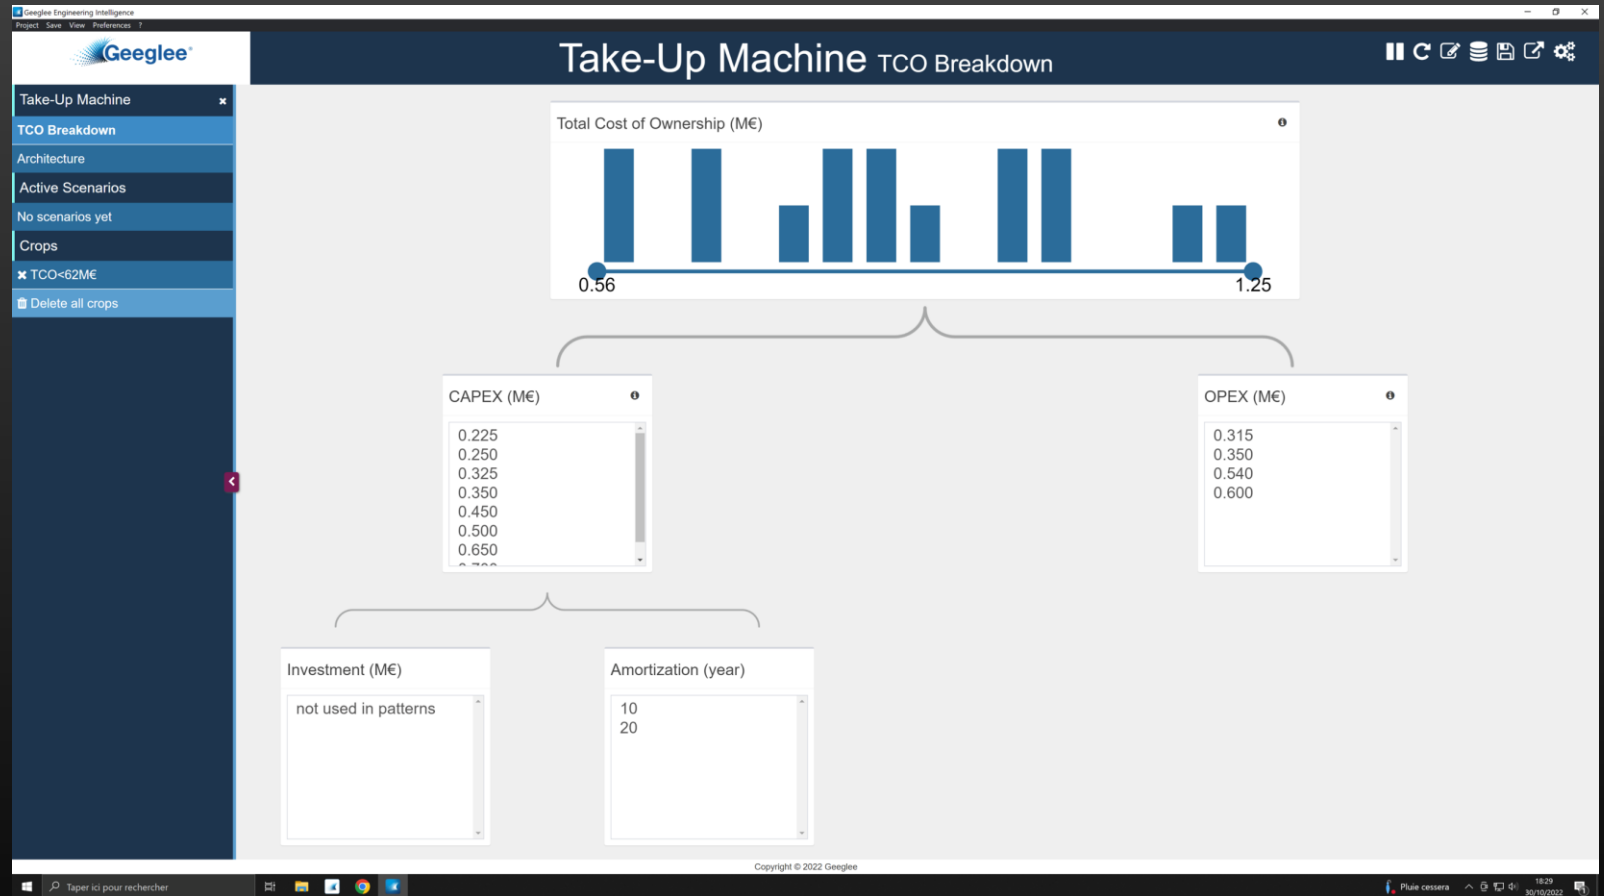 Geeglee Engineering Intelligence
Project Save View Preferences ?
Geeglee®
Take-Up Machine TCO Breakdown
Take-Up Machine
TCO Breakdown
Architecture
Active Scenarios
No scenarios yet
Crops
TCO<62M€
Delete all crops
Total Cost of Ownership (M€)
0.56 1.25
CAPEX (M€)
0.225
0.250
0.325
0.350
0.450
0.500
0.650
OPEX (M€)
0.315
0.350
0.540
0.600
Investment (M€)
not used in patterns
Amortization (year)
10
20
Copyright © 2022 Geeglee
Taper ici pour rechercher
Pluie cessera
18:29
30/10/2022